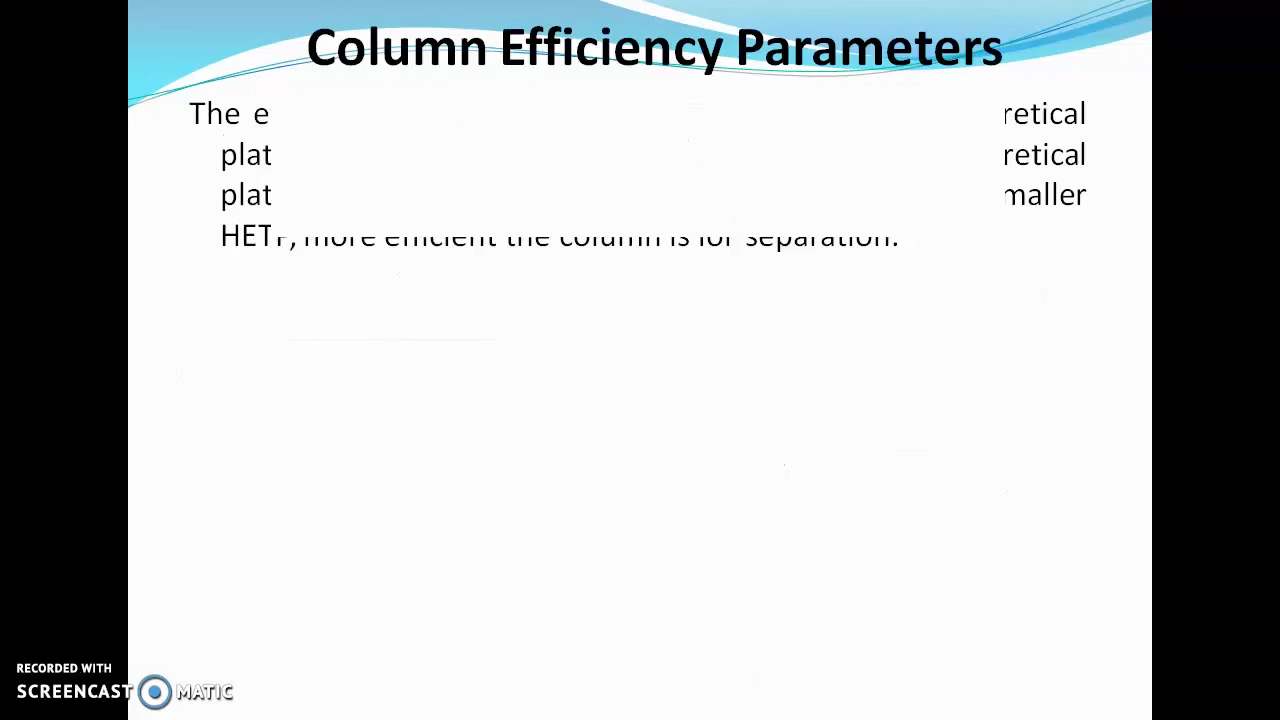 Column Efficiency Parameters
The e retical
plat retical
plat maller
HETP, more efficient the column is for separation.
RECORDED WITH
SCREENCAST MATIC